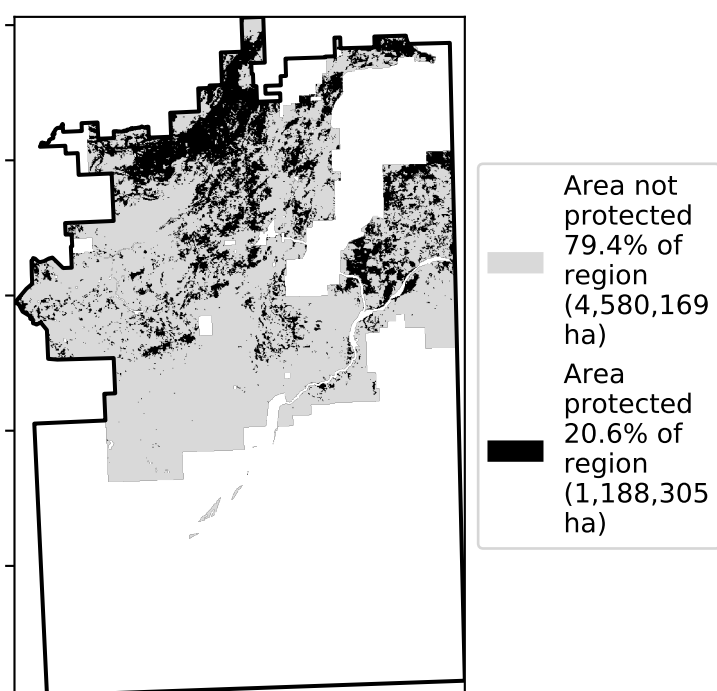 Area not
protected
79.4% of
region
(4,580,169
ha)
Area
protected
20.6% of
region
(1,188,305
ha)